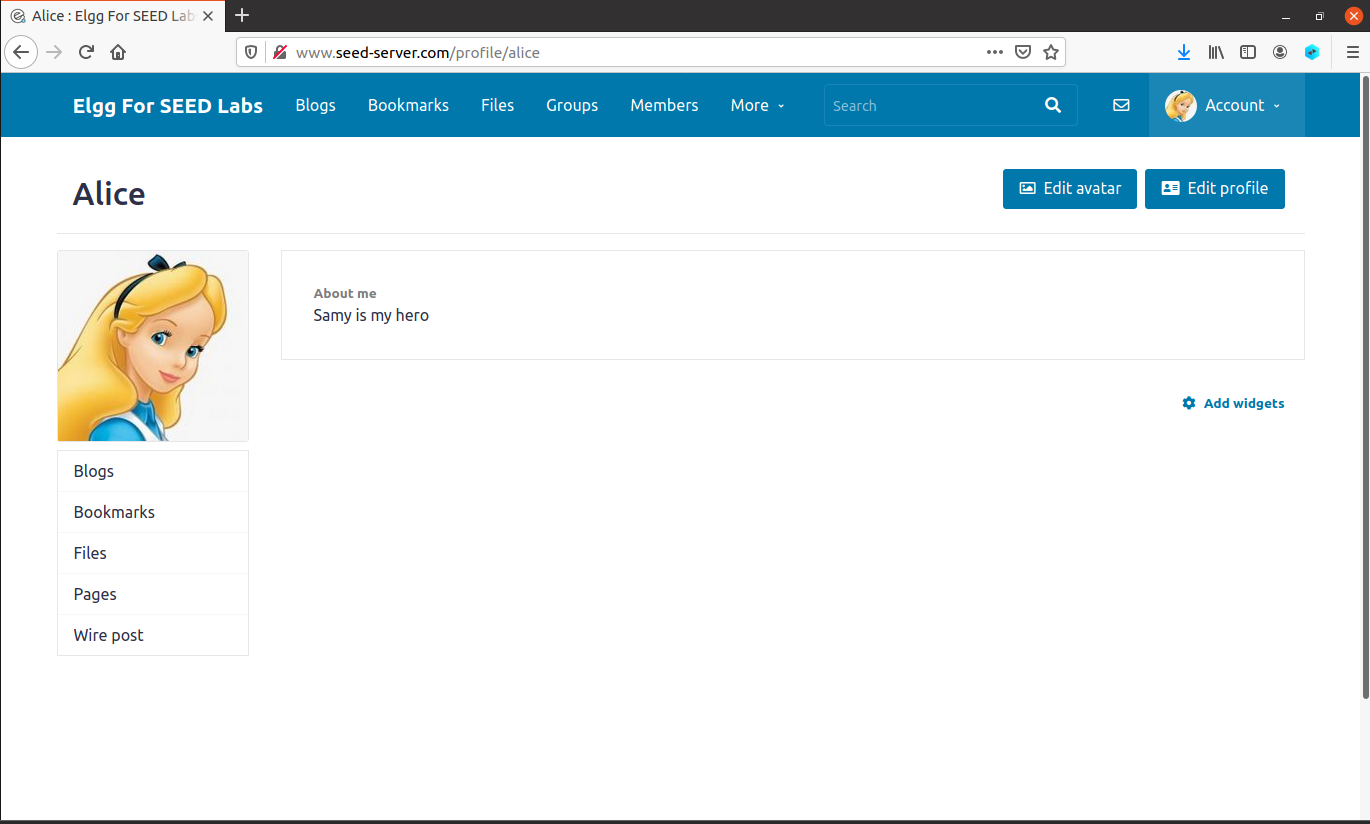 Alice : Elgg For SEED Lab
www.seed-server.com/profile/alice
Elgg For SEED Labs Blogs Bookmarks Files Groups Members More Search Account
Alice
Edit avatar Edit profile
About me
Samy is my hero
Add widgets
Blogs
Bookmarks
Files
Pages
Wire post